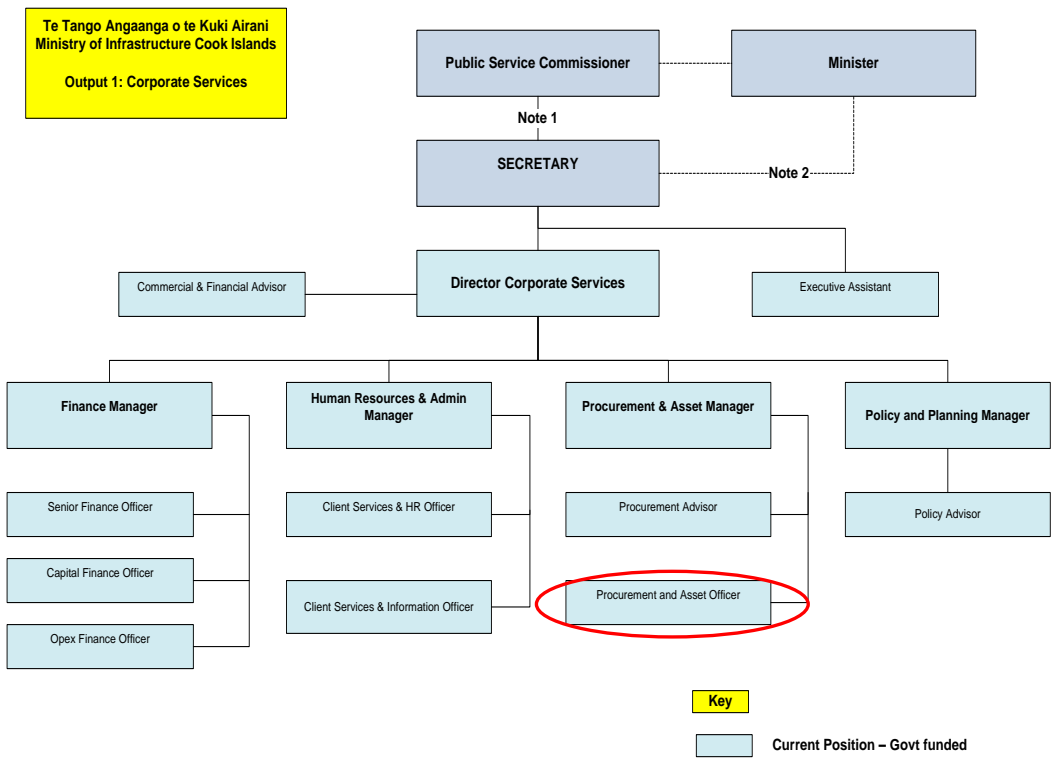 Te Tango Angaanga o te Kuki Airani
Ministry of Infrastructure Cook Islands
Output 1: Corporate Services
Public Service Commissioner
Minister
Note 1
SECRETARY
Note 2
Director Corporate Services
Commercial & Financial Advisor
Executive Assistant
Finance Manager
Human Resources & Admin
Manager
Procurement & Asset Manager
Policy and Planning Manager
Senior Finance Officer
Client Services & HR Officer
Procurement Advisor
Policy Advisor
Capital Finance Officer
Client Services & Information Officer
Procurement and Asset Officer
Opex Finance Officer
Key
Current Position – Govt funded